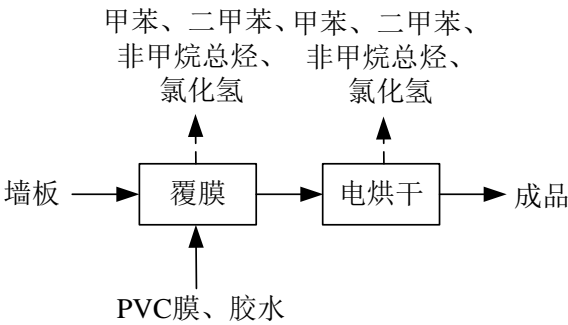 甲苯、二甲苯、
非甲烷总烃、
氯化氢
甲苯、二甲苯、
非甲烷总烃、
氯化氢
墙板
覆膜
电烘干
成品
PVC膜、胶水